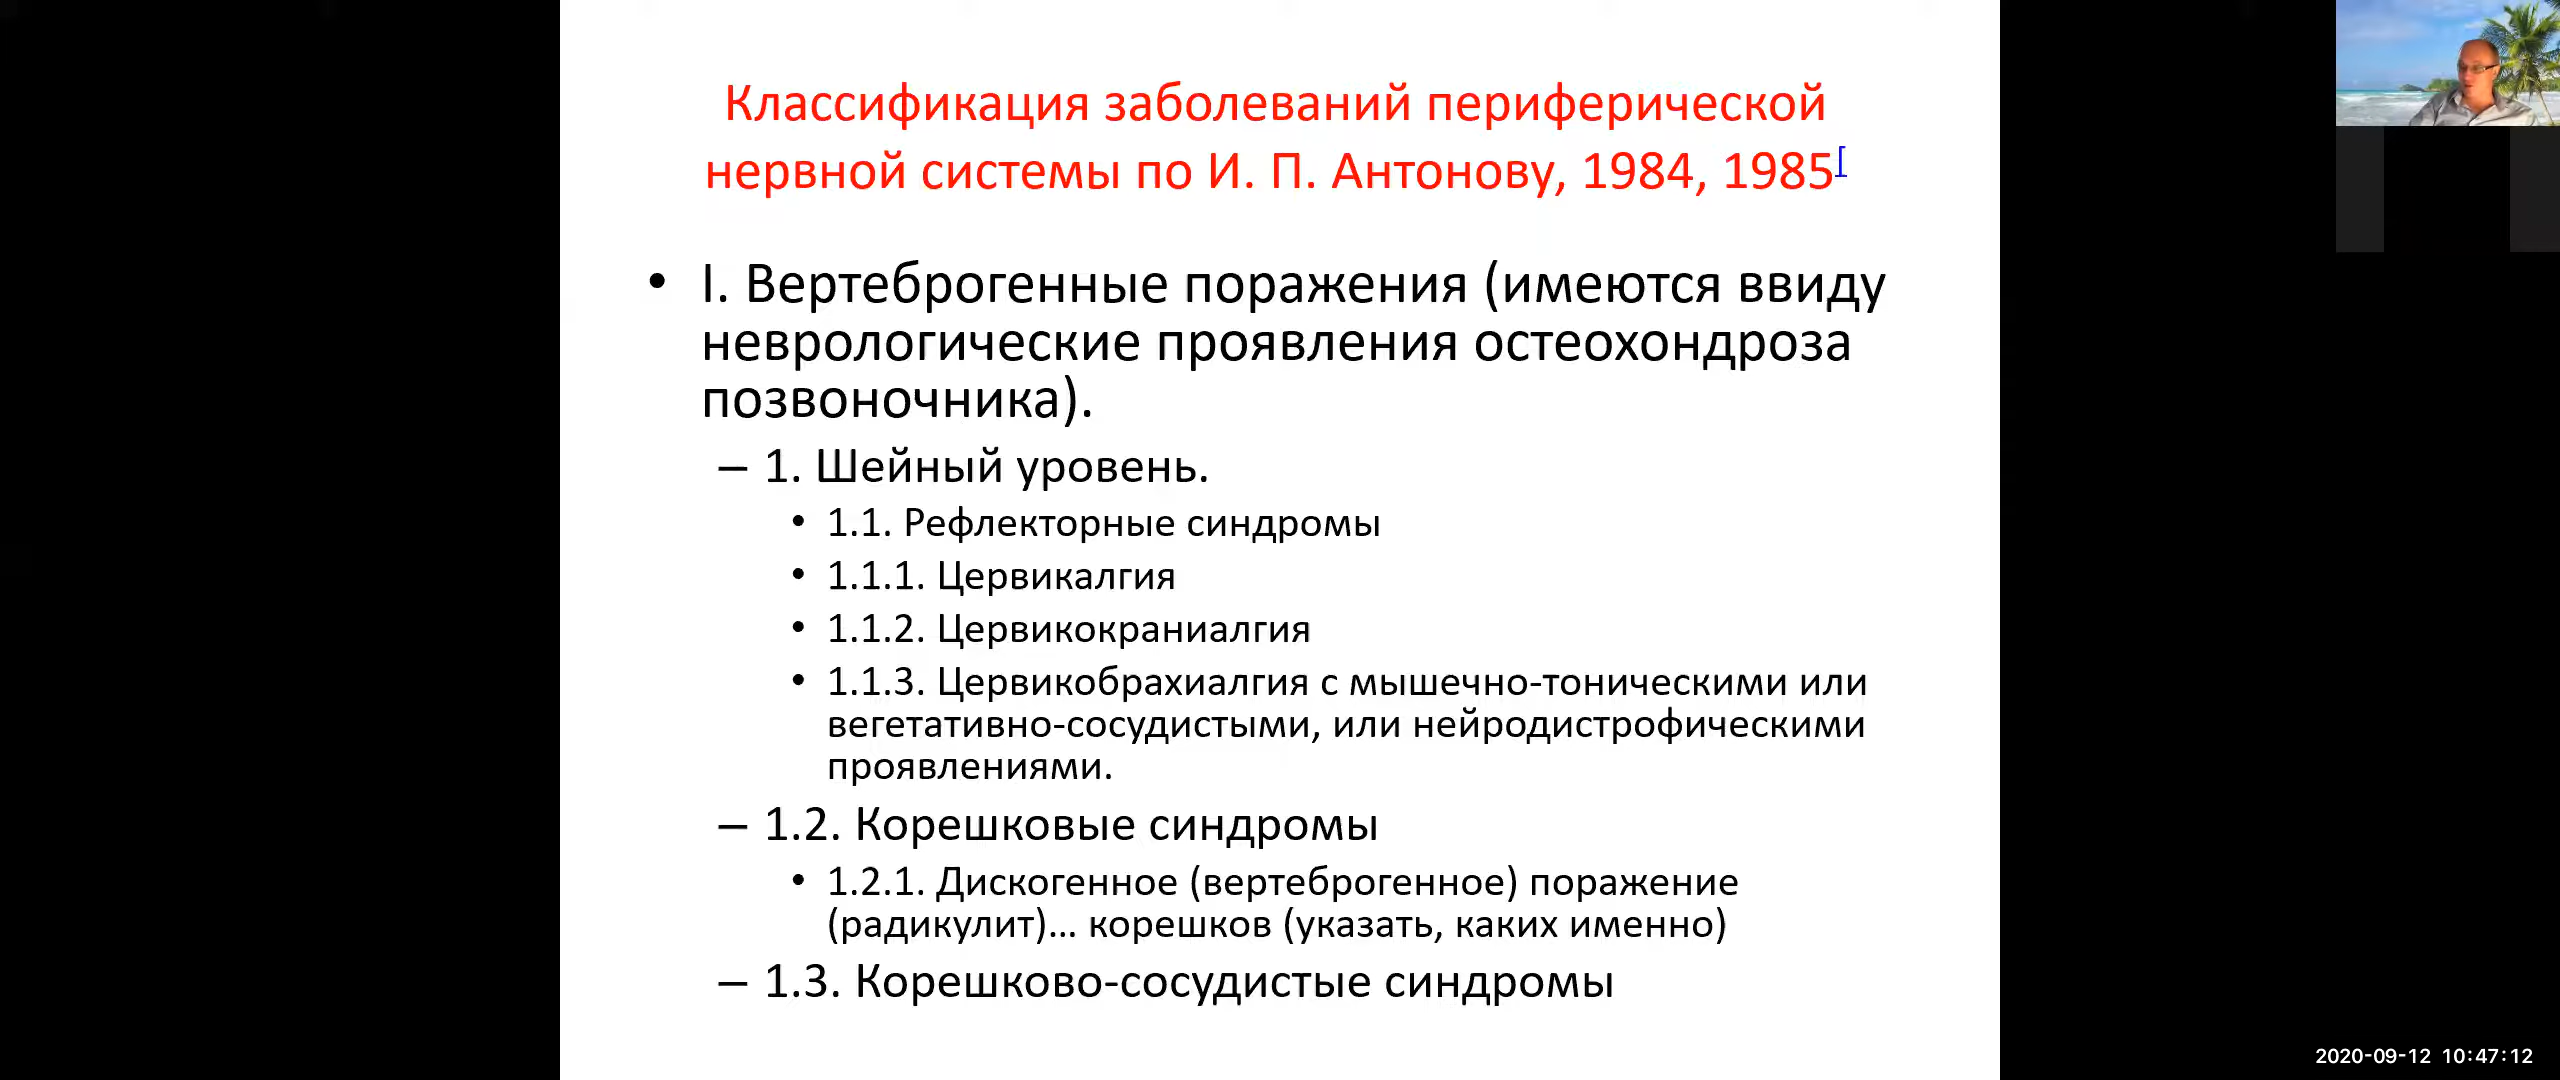 Классификация заболеваний периферической
нервной системы по И. П. Антонову, 1984, 1985[
• I. Вертеброгенные поражения (имеются ввиду
неврологические проявления остеохондроза
позвоночника).
– 1. Шейный уровень.
• 1.1. Рефлекторные синдромы
• 1.1.1. Цервикалгия
• 1.1.2. Цервикокраниалгия
• 1.1.3. Цервикобрахиалгия с мышечно-тоническими или
вегетативно-сосудистыми, или нейродистрофическими
проявлениями.
– 1.2. Корешковые синдромы
• 1.2.1. Дискогенное (вертеброгенное) поражение
(радикулит)… корешков (указать, каких именно)
– 1.3. Корешково-сосудистые синдромы
2020-09-12 10:47:12